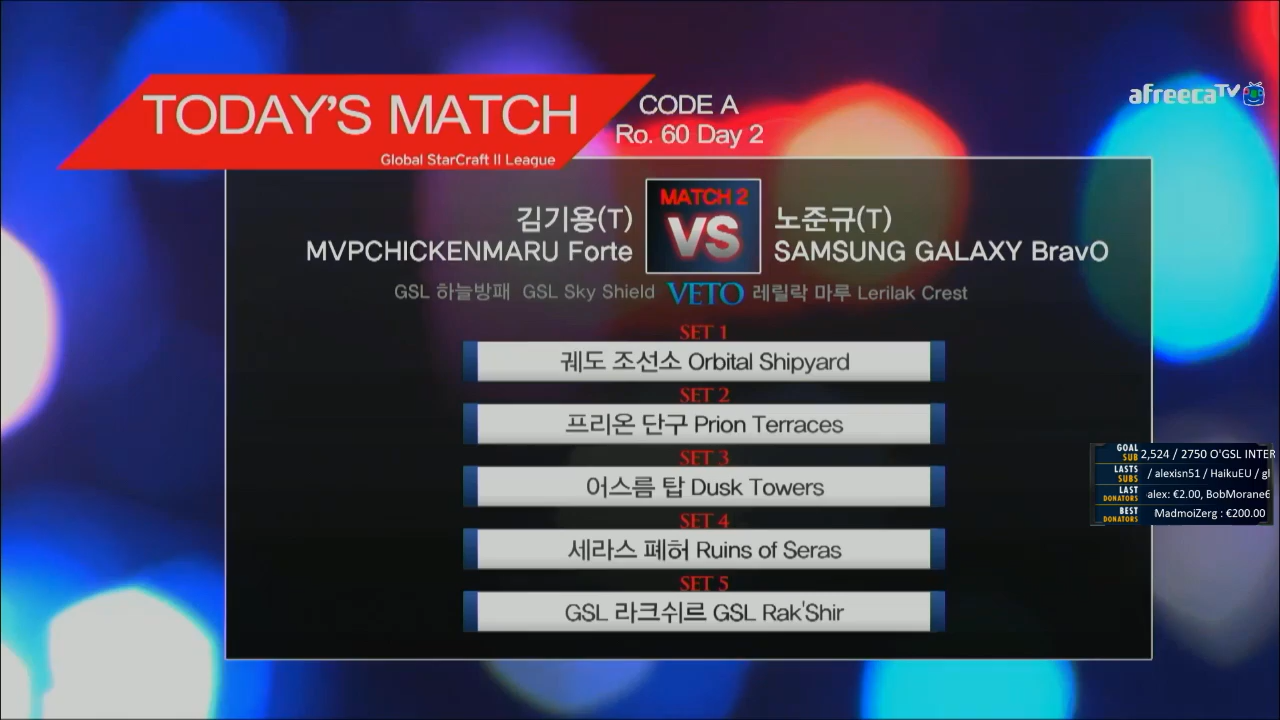 TODAY'S MATCH
Global StarCraft II League
CODE A
Ro. 60 Day 2
afreecaTV
김기용(T)
MVPCHICKENMARU Forte
MATCH 2
VS
노준규(T)
SAMSUNG GALAXY BravO
GSL 하늘방패 GSL Sky Shield VETO 레릴락 마루 Lerilak Crest
SET 1
궤도 조선소 Orbital Shipyard
SET 2
프리온 단구 Prion Terraces
SET 3
어스름 탑 Dusk Towers
SET 4
세라스 폐허 Ruins of Seras
SET 5
GSL 라크쉬르 GSL Rak'Shir
GOAL SUB 2,524 / 2750 O'GSL INTER
LASTS SUBS / alexisn51 / HaikuEU / gl
LAST DONATORS alex: €2.00, BobMorane6
BEST DONATORS MadmoiZerg : €200.00